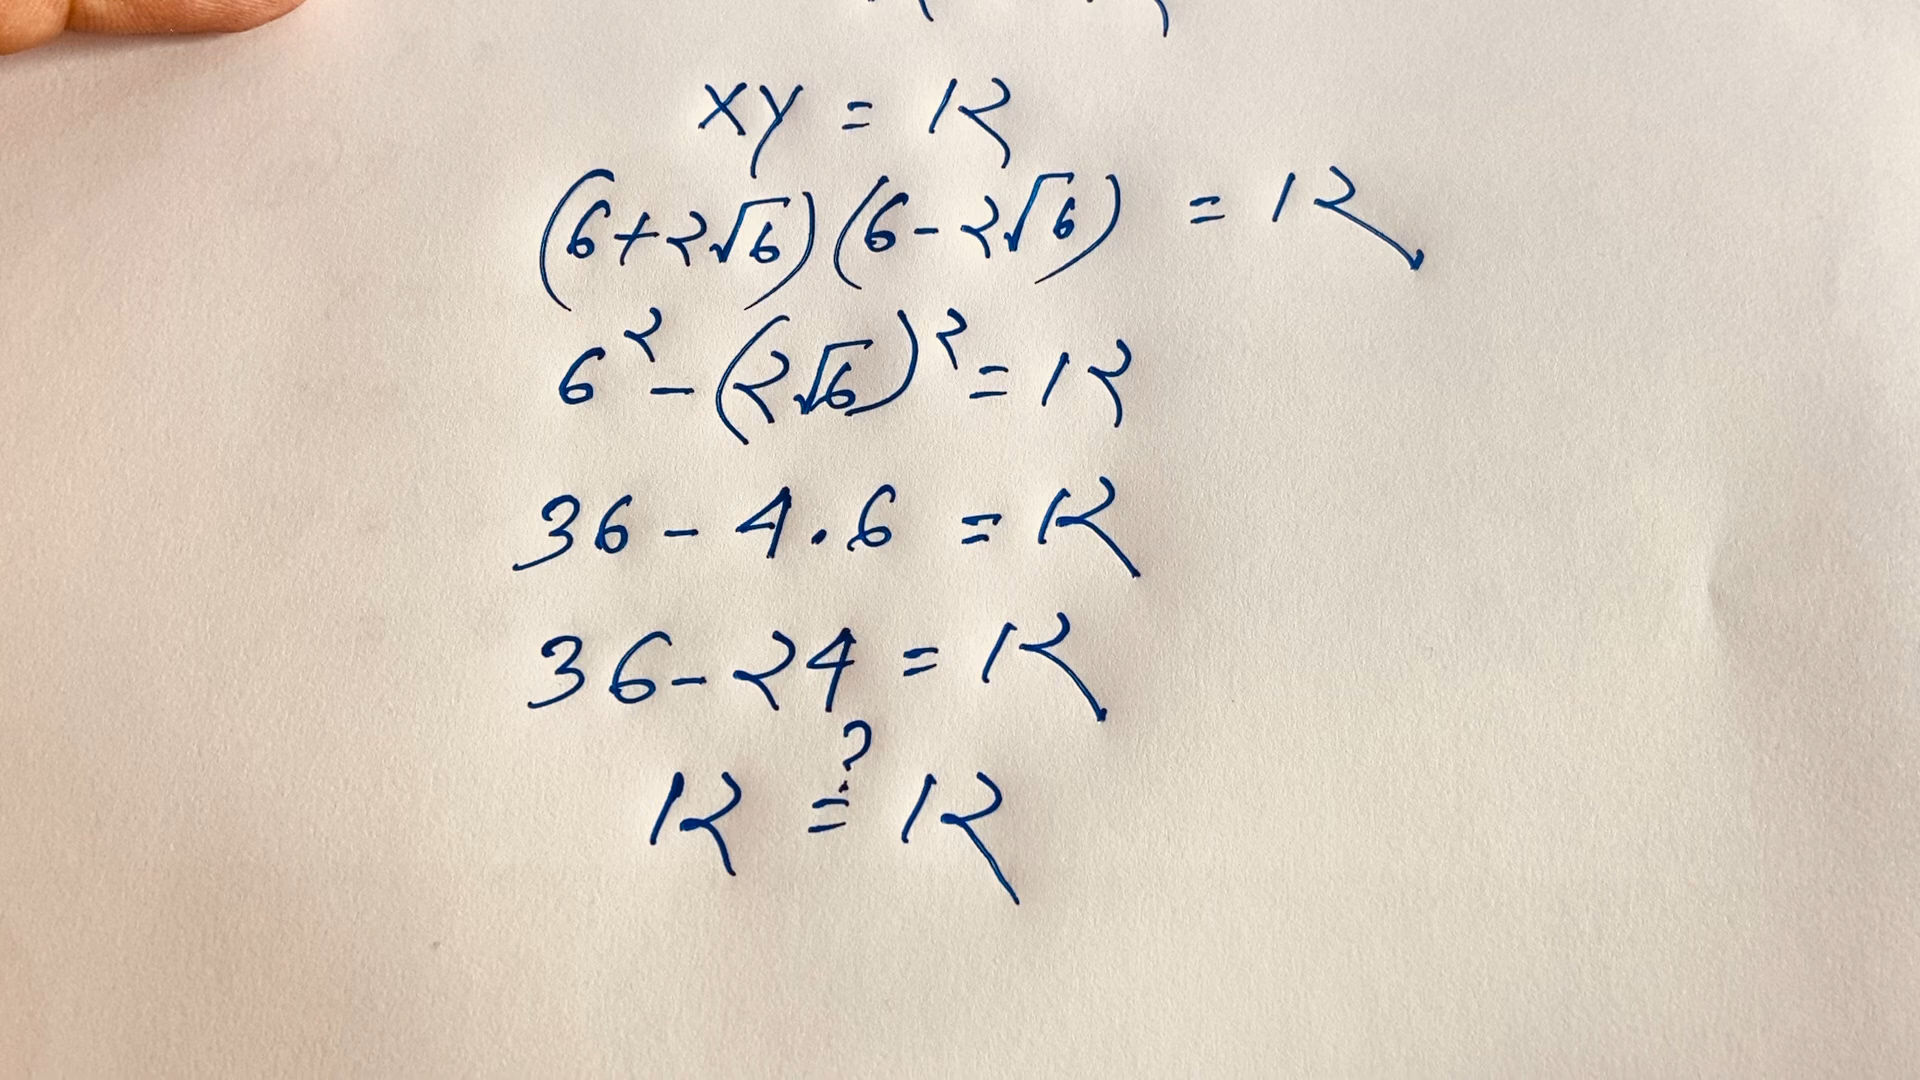 xy = 12
(6+2√6)(6-2√6) = 12
6² - (2√6)² = 12
36 - 4.6 = 12
36-24 = 12
12 ≟ 12